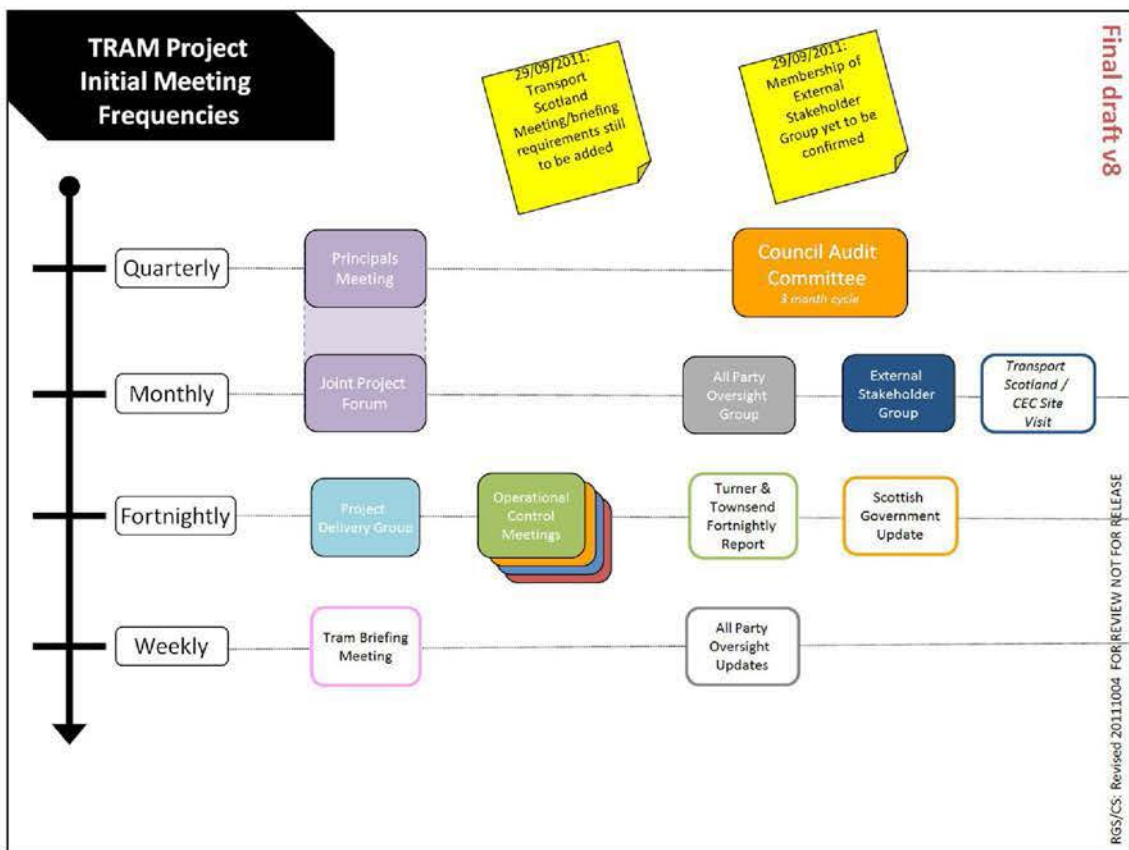 TRAM Project
Initial Meeting
Frequencies
29/09/2011:
Transport
Scotland
Meeting/briefing
requirements still
to be added
29/09/2011:
Membership of
External
Stakeholder
Group yet to be
confirmed
Final draft v8
Quarterly
Principals
Meeting
Council Audit
Committee
3 month cycle
Monthly
Joint Project
Forum
All Party
Oversight
Group
External
Stakeholder
Group
Transport
Scotland /
CEC Site
Visit
Fortnightly
Project
Delivery Group
Operational
Control
Meetings
Turner &
Townsend
Fortnightly
Report
Scottish
Government
Update
Weekly
Tram Briefing
Meeting
All Party
Oversight
Updates
RGS/CS: Revised 20111004 FOR REVIEW NOT FOR RELEASE